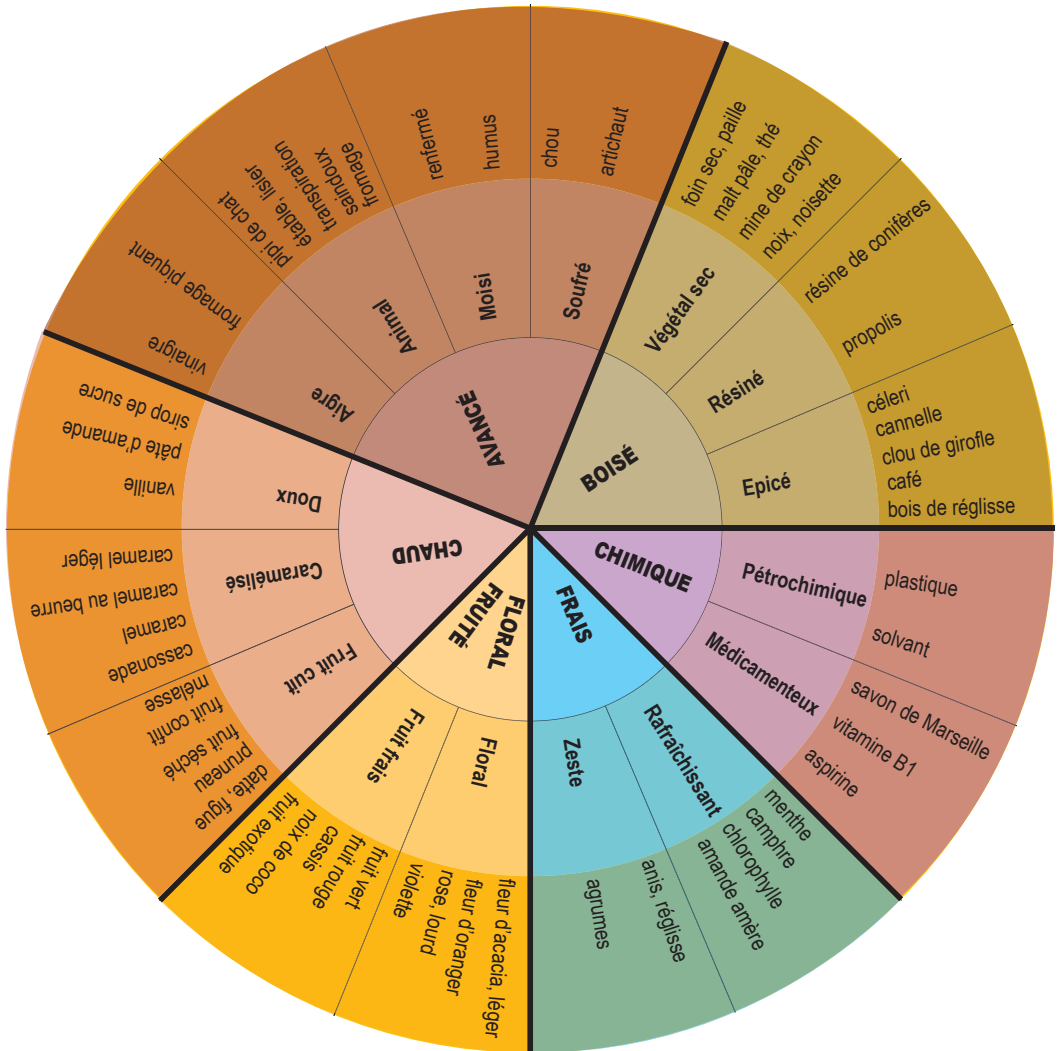 AVANCÉ
Aigre
vinaigre
fromage piquant
Animal
pipi de chat
étable, lisier
transpiration
saindoux
fromage
Moisi
renfermé
humus
Soufré
chou
artichaut
BOISÉ
Végétal sec
foin sec, paille
malt pâle, thé
mine de crayon
noix, noisette
Résiné
résine de conifères
propolis
Epicé
céleri
cannelle
clou de girofle
café
bois de réglisse
CHIMIQUE
Pétrochimique
plastique
solvant
Médicamenteux
savon de Marseille
vitamine B1
aspirine
FRAIS
Rafraîchissant
menthe
camphre
chlorophylle
amande amère
Zeste
anis, réglisse
agrumes
FLORAL
FRUITÉ
Floral
fleur d'acacia, léger
fleur d'oranger
rose, lourd
violette
Fruit frais
fruit vert
fruit rouge
cassis
noix de coco
fruit exotique
CHAUD
Fruit cuit
datte, figue
pruneau
fruit séché
fruit confit
mélasse
Caramélisé
cassonade
caramel
caramel au beurre
caramel léger
Doux
vanille
pâte d'amande
sirop de sucre